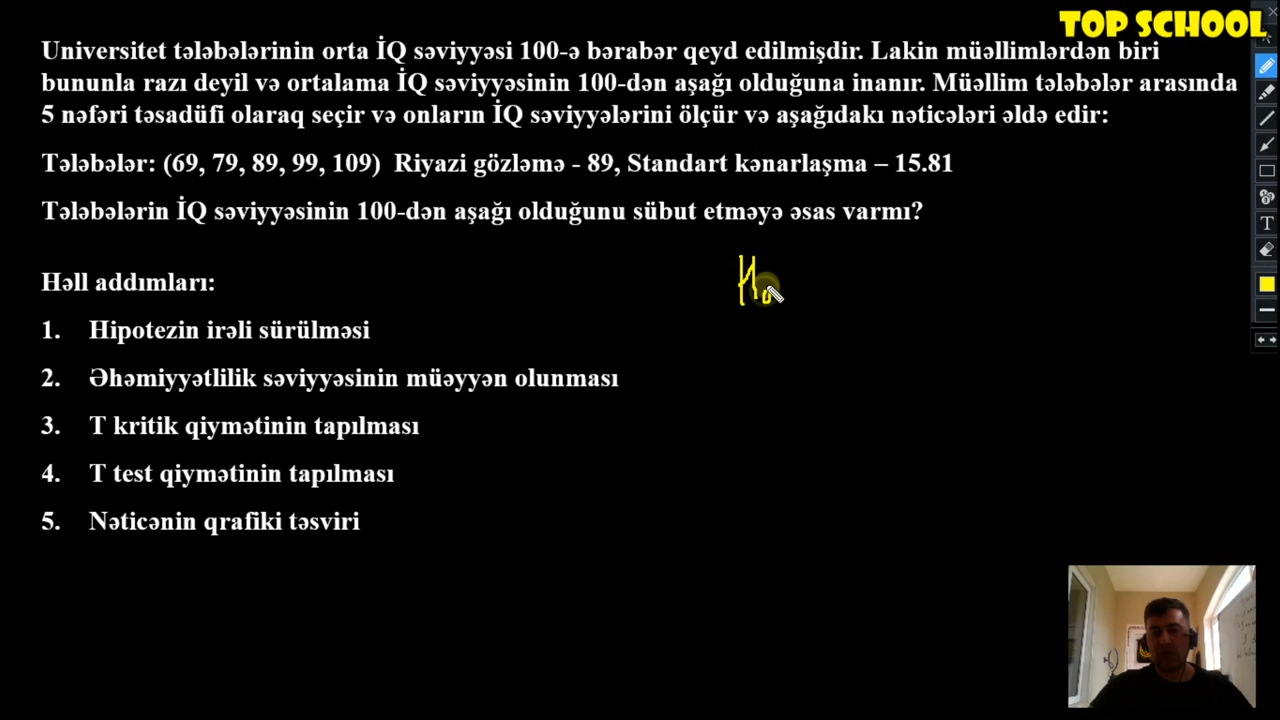 TOP SCHOOL
Universitet tələbələrinin orta İQ səviyyəsi 100-ə bərabər qeyd edilmişdir. Lakin müəllimlərdən biri
bununla razı deyil və ortalama İQ səviyyəsinin 100-dən aşağı olduğuna inanır. Müəllim tələbələr arasında
5 nəfəri təsadüfi olaraq seçir və onların İQ səviyyələrini ölçür və aşağıdakı nəticələri əldə edir:
Tələbələr: (69, 79, 89, 99, 109) Riyazi gözləmə - 89, Standart kənarlaşma – 15.81
Tələbələrin İQ səviyyəsinin 100-dən aşağı olduğunu sübut etməyə əsas varmı?
Həll addımları:
H₀
1. Hipotezin irəli sürülməsi
2. Əhəmiyyətlilik səviyyəsinin müəyyən olunması
3. T kritik qiymətinin tapılması
4. T test qiymətinin tapılması
5. Nəticənin qrafiki təsviri